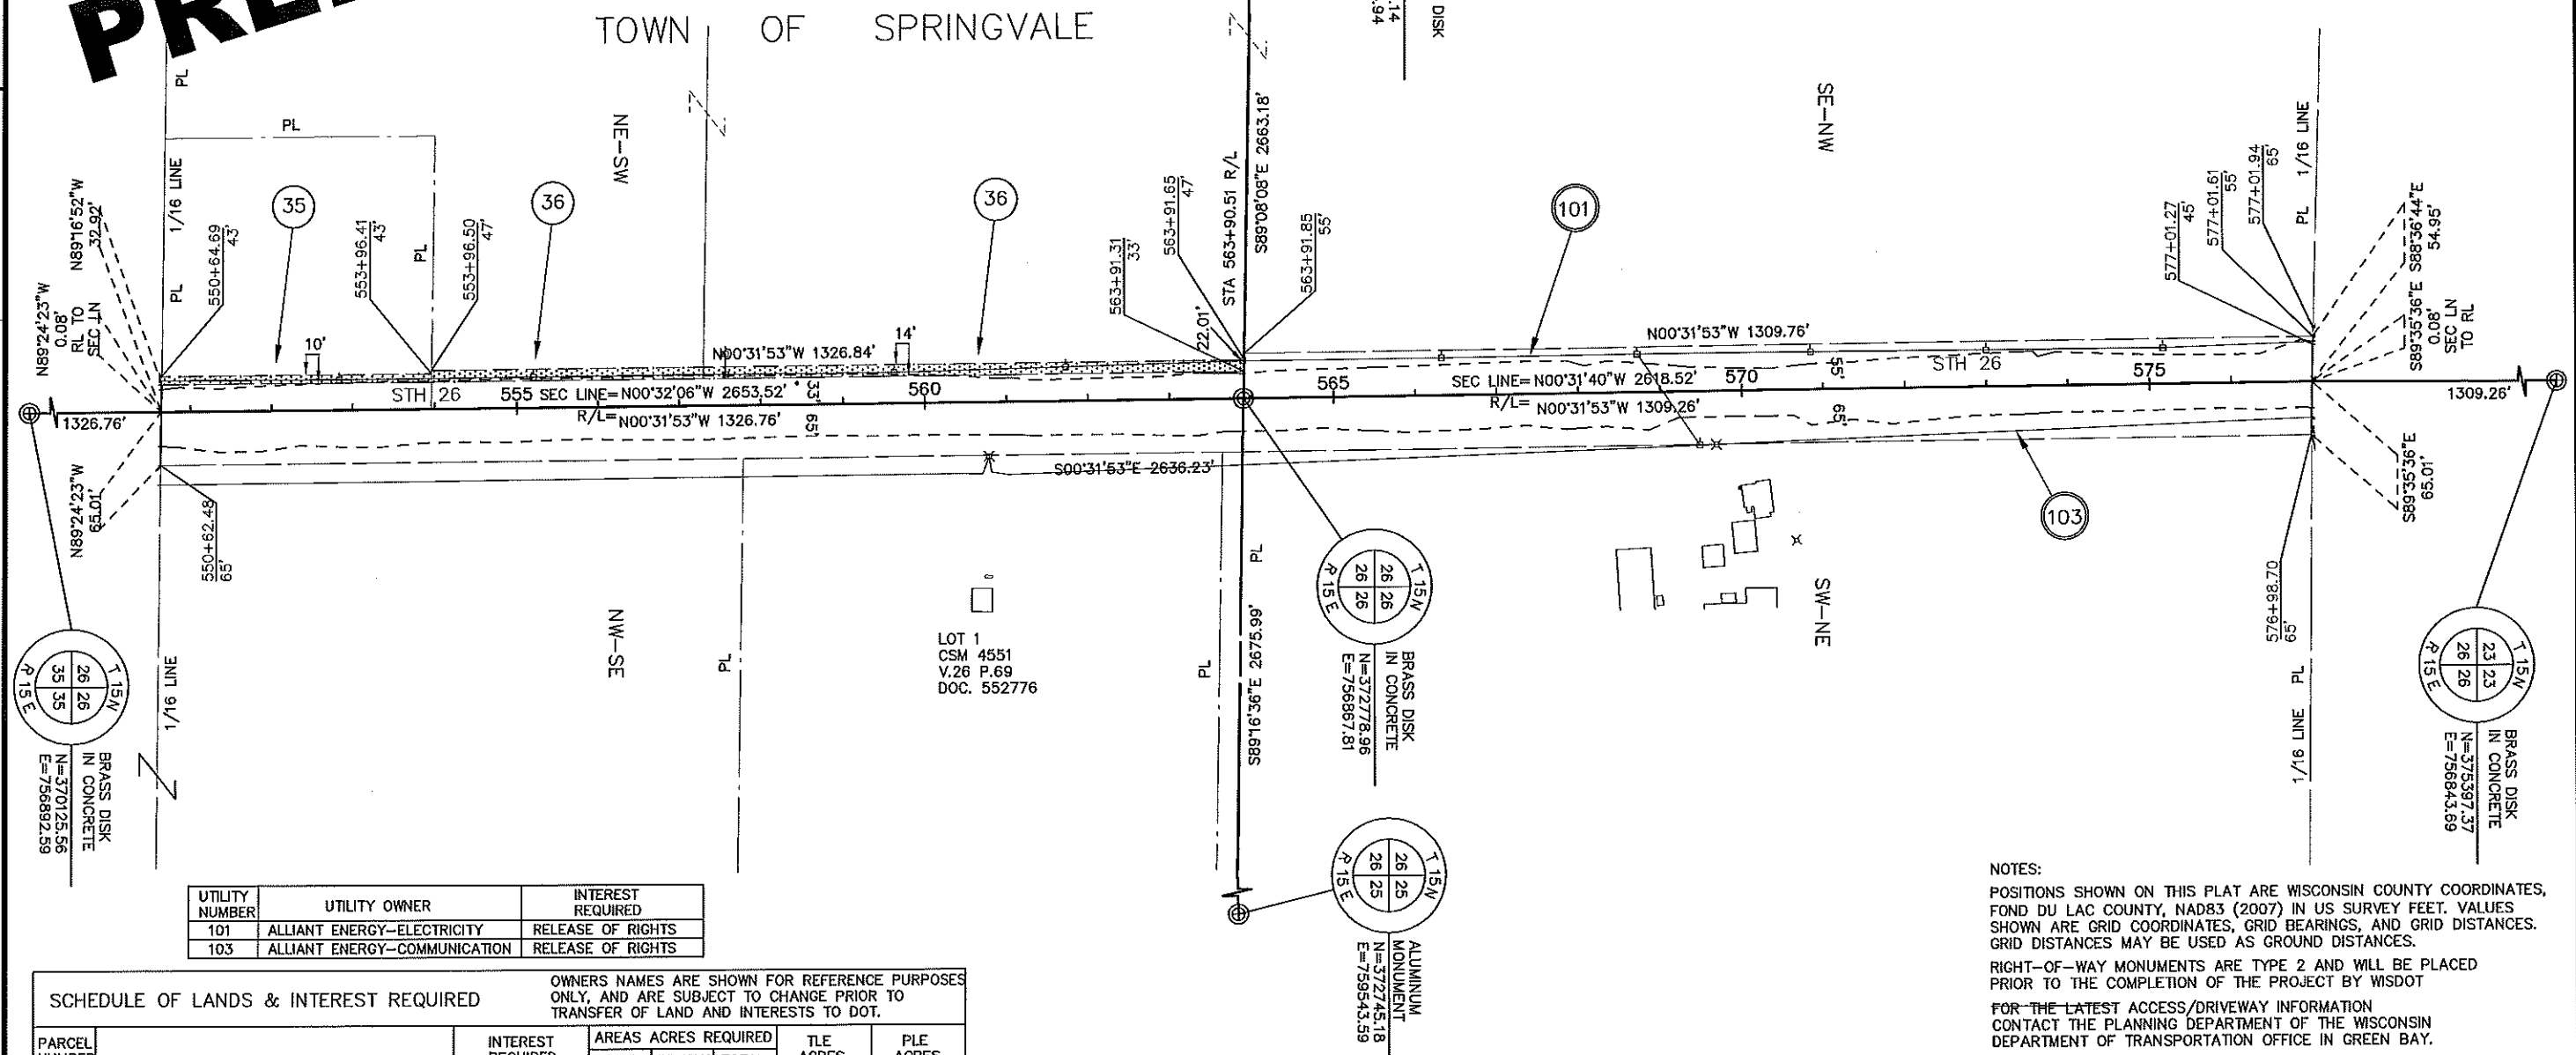 TOWN OF SPRINGVALE
DISK
.14
.94
PL
PL
1/16 LINE
PL
N89°16'52"W
32.92'
N89°24'23"W
0.08'
RL TO
SEC LN
550+64.69
43'
35
553+96.41
43'
PL
553+96.50
47'
36
NE-SW
36
563+91.31
33'
563+91.65
47'
STA 563+90.51 R/L
S89°08'08"E 2663.18'
563+91.85
55'
22.01'
101
SE-NW
577+01.27
45'
577+01.61
55'
577+01.94
65'
PL 1/16 LINE
S88°36'44"E
54.95'
S89°35'36"E
0.08'
SEC LN
TO RL
10'
14'
N00°31'53"W 1326.84'
N00°31'53"W 1309.76'
STH 26
555
SEC LINE= N00°32'06"W 2653.52'
33'
560
565
SEC LINE= N00°31'40"W 2618.52'
570
55'
STH 26
575
1326.76'
R/L= N00°31'53"W 1326.76'
65'
R/L= N00°31'53"W 1309.26'
65'
1309.26'
N89°24'23"W
65.01'
550+62.48
65'
S00°31'53"E 2636.23'
103
S89°35'36"E
65.01'
576+98.70
65'
1/16 LINE
NW-SE
PL
LOT 1
CSM 4551
V.26 P.69
DOC. 552776
PL
PL
S89°16'36"E 2675.99'
SW-NE
1/16 LINE PL
T 15 N
26 26
35 35
R 15 E
BRASS DISK
IN CONCRETE
N=370125.56
E=756892.59
T 15 N
26 26
26 26
R 15 E
BRASS DISK
IN CONCRETE
N=372778.96
E=756867.81
T 15 N
23 23
26 26
R 15 E
BRASS DISK
IN CONCRETE
N=375397.37
E=756843.69
T 15 N
26 25
26 25
R 15 E
ALUMINUM
MONUMENT
N=372745.18
E=759543.59
UTILITY NUMBER UTILITY OWNER INTEREST REQUIRED
101 ALLIANT ENERGY-ELECTRICITY RELEASE OF RIGHTS
103 ALLIANT ENERGY-COMMUNICATION RELEASE OF RIGHTS
SCHEDULE OF LANDS & INTEREST REQUIRED
OWNERS NAMES ARE SHOWN FOR REFERENCE PURPOSES
ONLY, AND ARE SUBJECT TO CHANGE PRIOR TO
TRANSFER OF LAND AND INTERESTS TO DOT.
PARCEL INTEREST AREAS ACRES REQUIRED TLE PLE
NOTES:
POSITIONS SHOWN ON THIS PLAT ARE WISCONSIN COUNTY COORDINATES,
FOND DU LAC COUNTY, NAD83 (2007) IN US SURVEY FEET. VALUES
SHOWN ARE GRID COORDINATES, GRID BEARINGS, AND GRID DISTANCES.
GRID DISTANCES MAY BE USED AS GROUND DISTANCES.
RIGHT-OF-WAY MONUMENTS ARE TYPE 2 AND WILL BE PLACED
PRIOR TO THE COMPLETION OF THE PROJECT BY WISDOT
FOR THE LATEST ACCESS/DRIVEWAY INFORMATION
CONTACT THE PLANNING DEPARTMENT OF THE WISCONSIN
DEPARTMENT OF TRANSPORTATION OFFICE IN GREEN BAY.